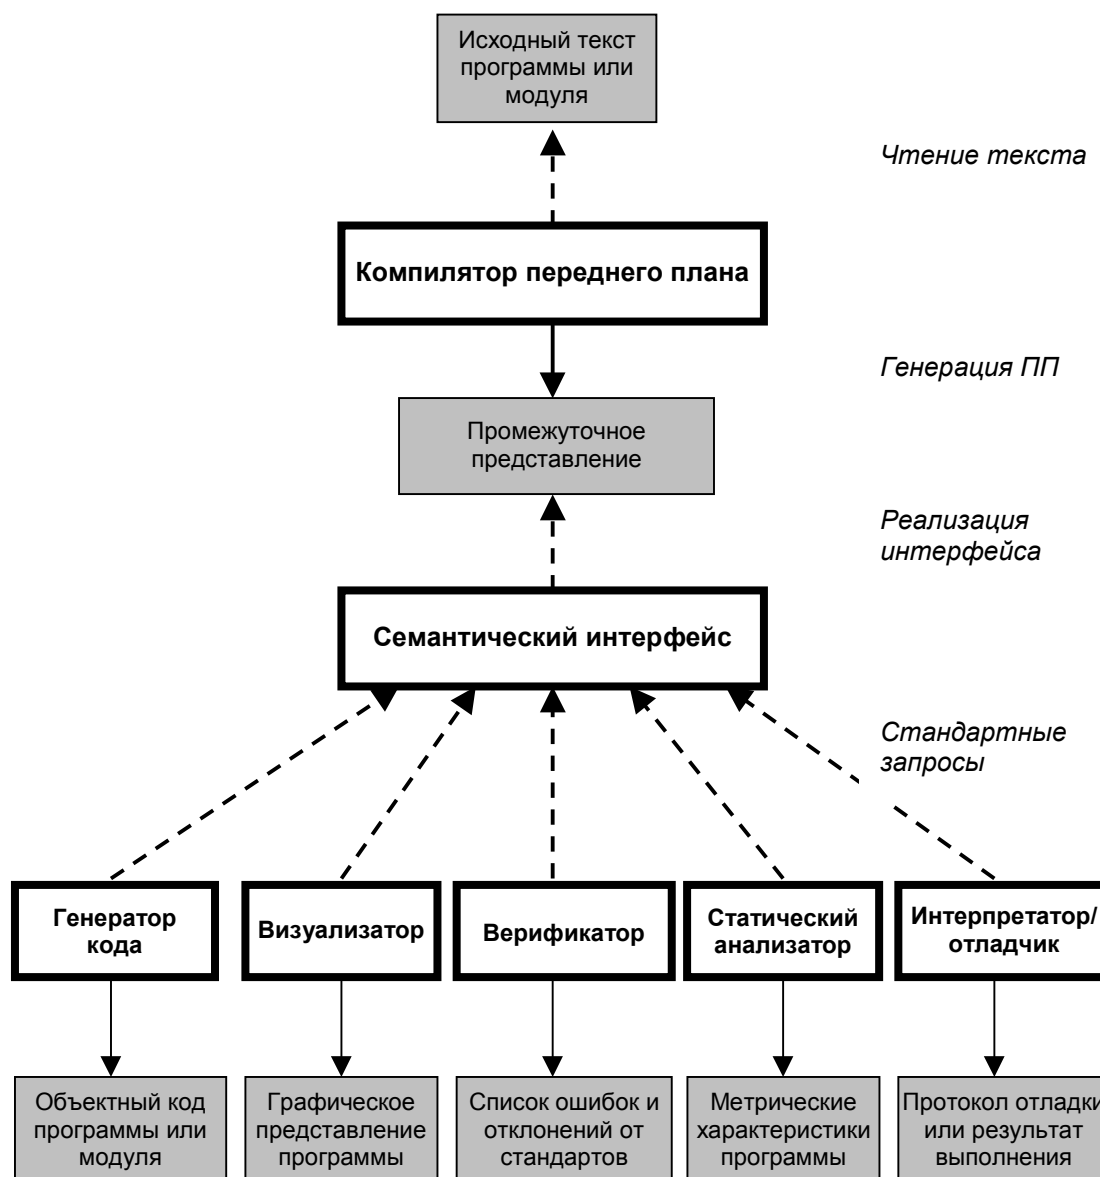 Исходный текст
программы или
модуля
Чтение текста
Компилятор переднего плана
Генерация ПП
Промежуточное
представление
Реализация
интерфейса
Семантический интерфейс
Стандартные
запросы
Генератор
кода
Визуализатор
Верификатор
Статический
анализатор
Интерпретатор/
отладчик
Объектный код
программы или
модуля
Графическое
представление
программы
Список ошибок и
отклонений от
стандартов
Метрические
характеристики
программы
Протокол отладки
или результат
выполнения